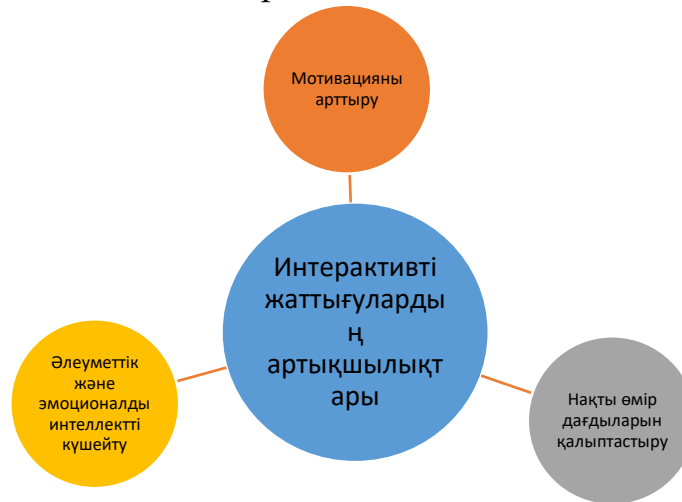 Мотивацияны
арттыру
Интерактивті
жаттығуларды
ң
артықшылықт
ары
Әлеуметтік
және
эмоционалды
интеллектті
күшейту
Нақты өмір
дағдыларын
қалыптастыру